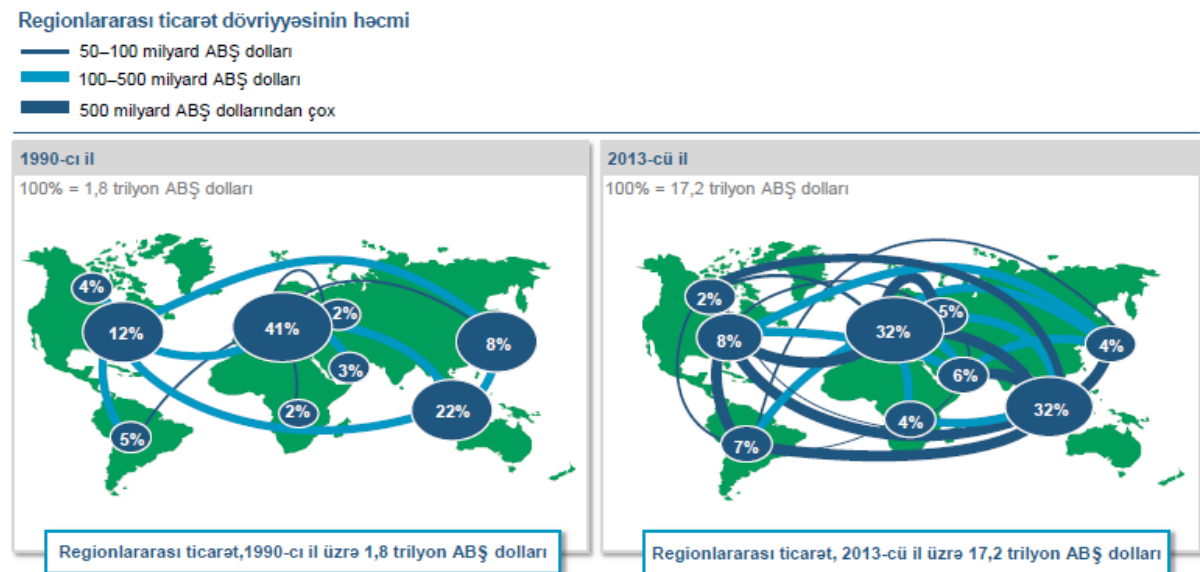 Regionlararası ticarət dövriyyəsinin həcmi
50–100 milyard ABŞ dolları
100–500 milyard ABŞ dolları
500 milyard ABŞ dollarından çox
1990-cı il
100% = 1,8 trilyon ABŞ dolları
4%
12%
41%
2%
8%
3%
2%
22%
5%
Regionlararası ticarət,1990-cı il üzrə 1,8 trilyon ABŞ dolları
2013-cü il
100% = 17,2 trilyon ABŞ dolları
2%
8%
32%
5%
4%
6%
4%
32%
7%
Regionlararası ticarət, 2013-cü il üzrə 17,2 trilyon ABŞ dolları